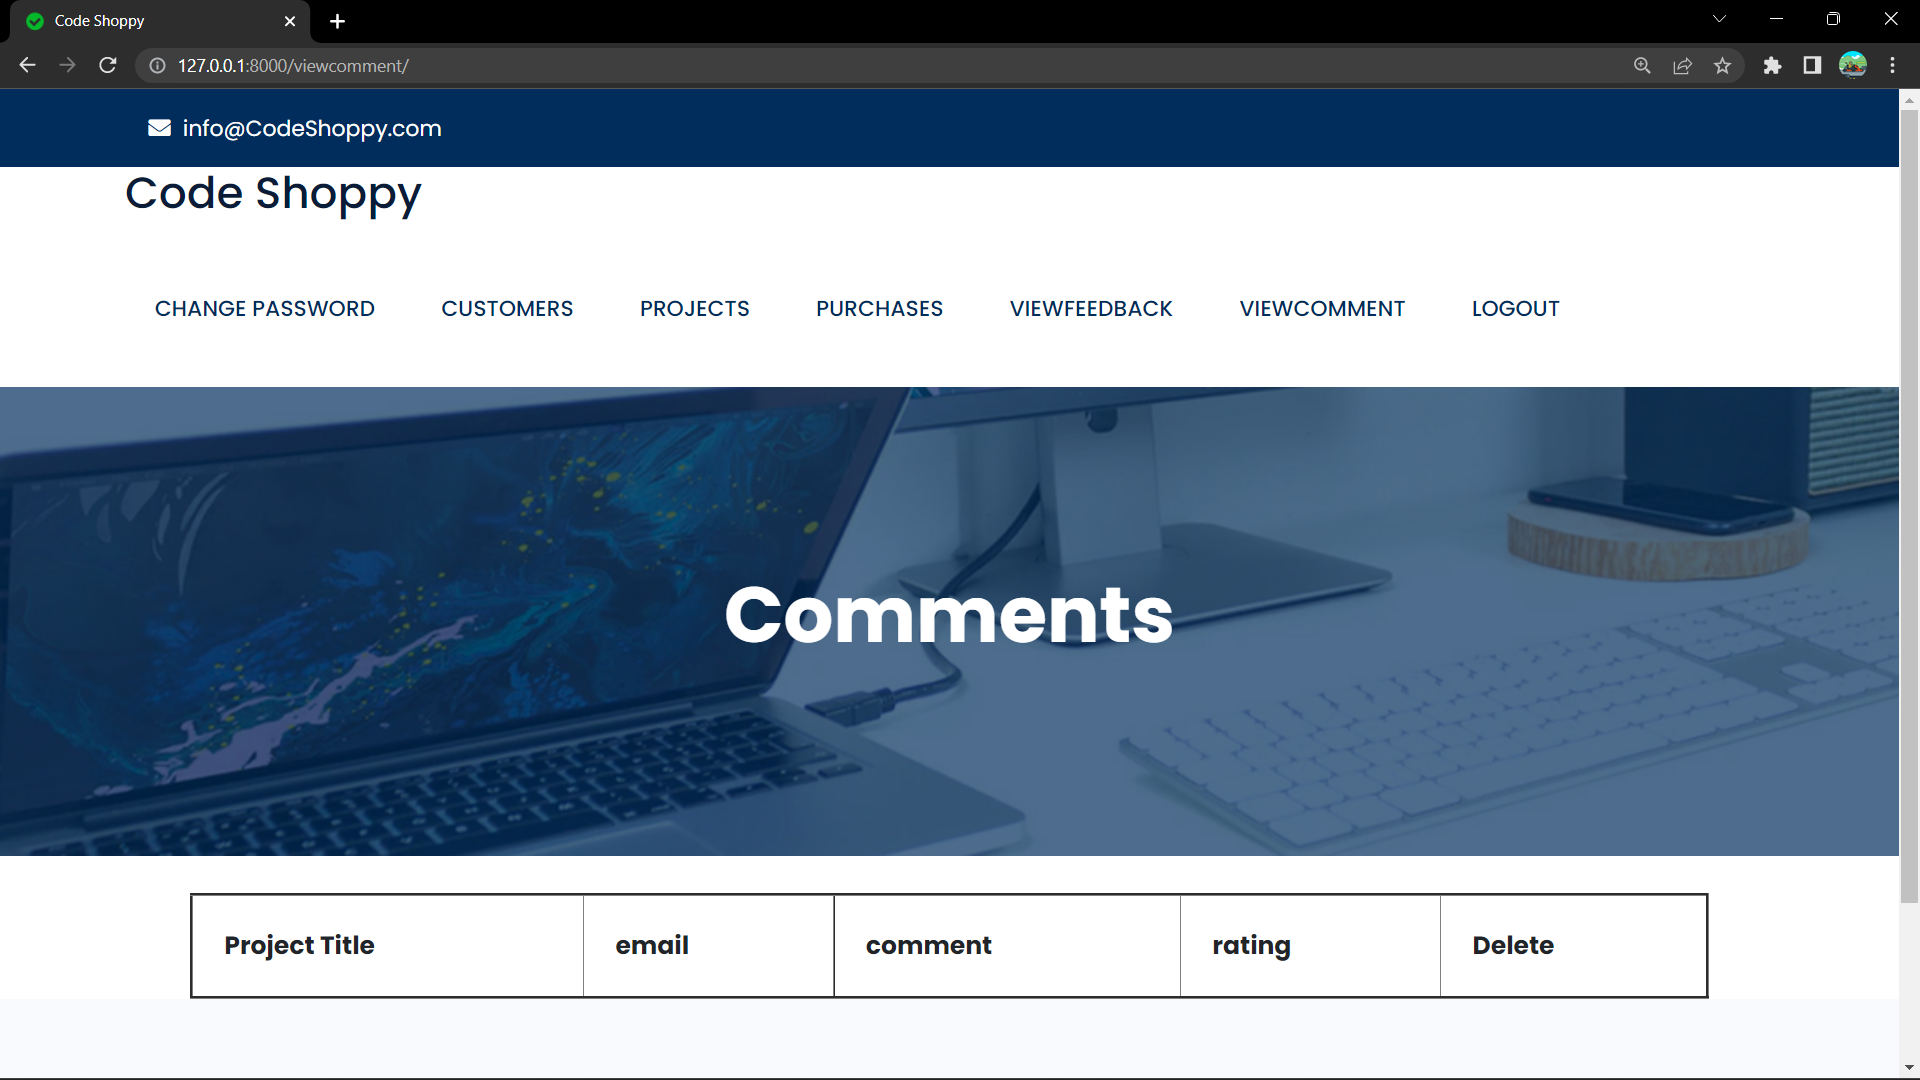 Code Shoppy
127.0.0.1:8000/viewcomment/
info@CodeShoppy.com
Code Shoppy
CHANGE PASSWORD CUSTOMERS PROJECTS PURCHASES VIEWFEEDBACK VIEWCOMMENT LOGOUT
Comments
Project Title email comment rating Delete